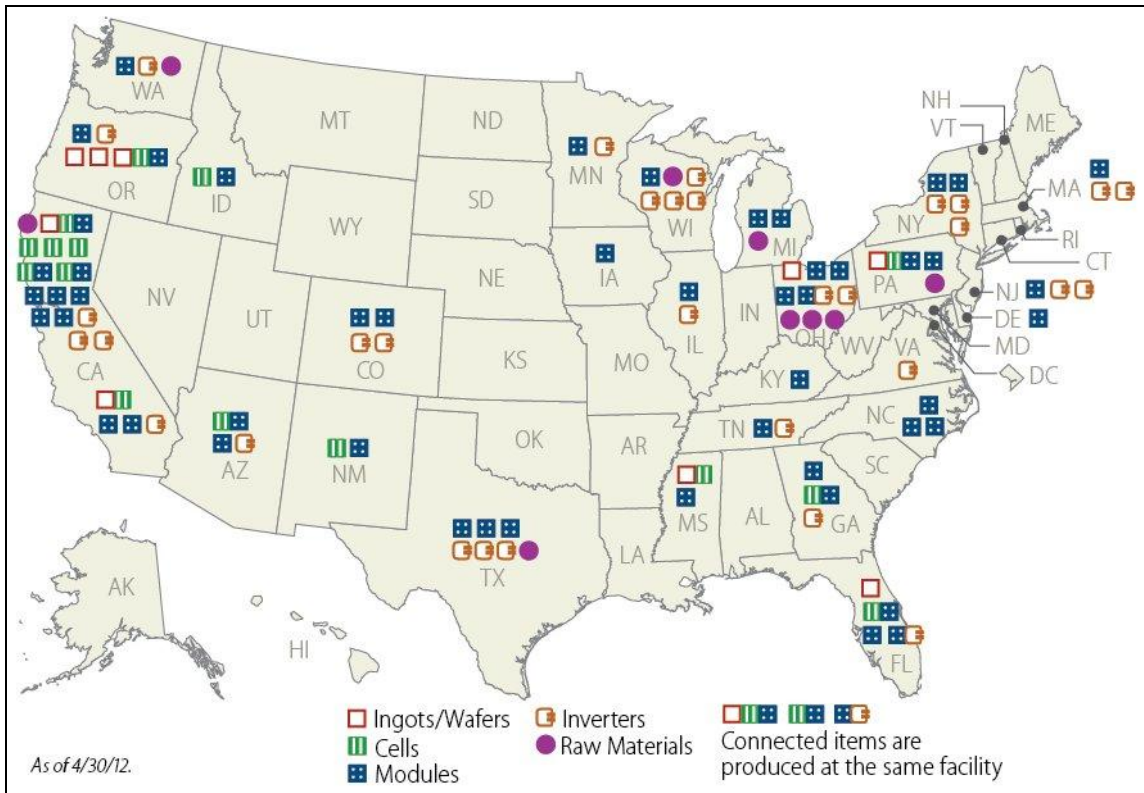 WA
MT
ND
MN
NH
VT
ME
OR
ID
WY
SD
WI
MI
NY
MA
RI
CT
NV
UT
CO
NE
IA
IL
IN
OH
PA
NJ
DE
MD
DC
WV
VA
CA
KS
MO
KY
NC
TN
AZ
NM
OK
AR
SC
MS
AL
GA
TX
LA
FL
AK
HI
Ingots/Wafers
Cells
Modules
Inverters
Raw Materials
Connected items are
produced at the same facility
As of 4/30/12.